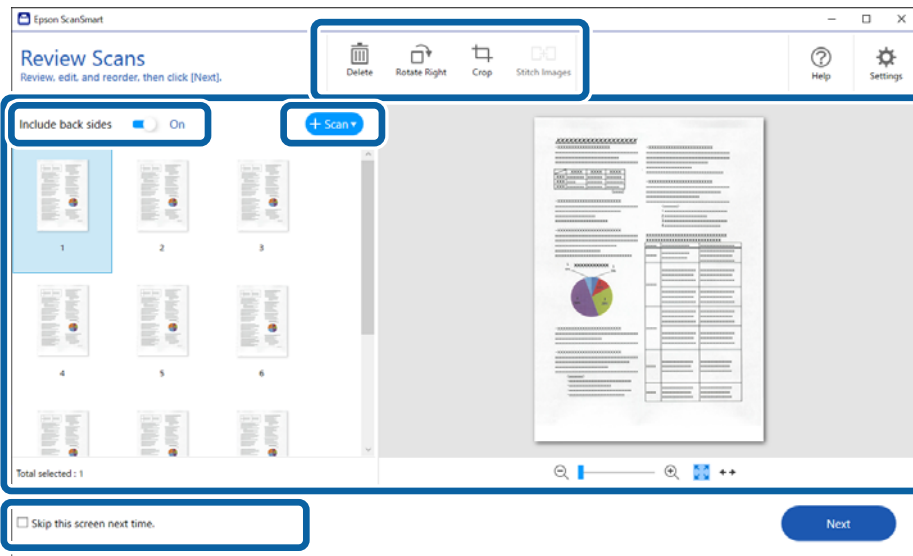 Epson ScanSmart
Review Scans
Review, edit, and reorder, then click [Next].
Delete
Rotate Right
Crop
Stitch Images
Help
Settings
Include back sides
On
+ Scan
1
2
3
4
5
6
Total selected : 1
Skip this screen next time.
Next